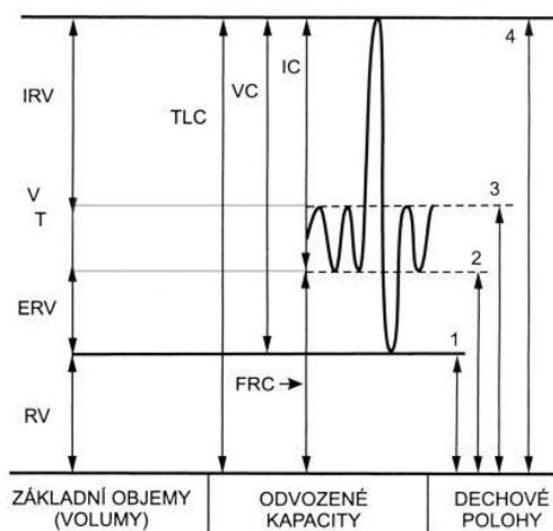 IRV
V
T
ERV
RV
TLC
VC
IC
FRC
1
2
3
4
ZÁKLADNÍ OBJEMY
(VOLUMY)
ODVOZENÉ
KAPACITY
DECHOVÉ
POLOHY